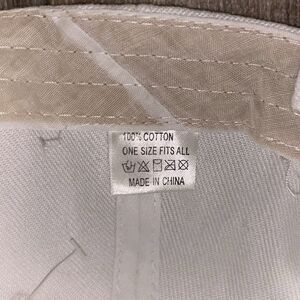 100% COTTON
ONE SIZE FITS ALL
MADE IN CHINA